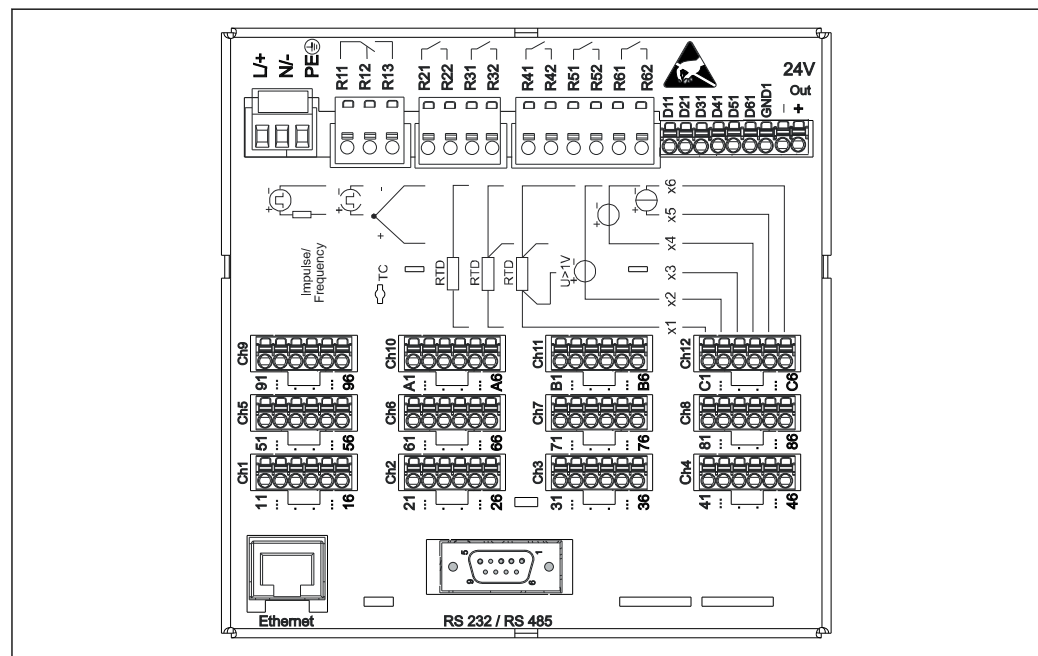 L/+ N/- PE
R11 R12 R13
R21 R22 R31 R32
R41 R42 R51 R52 R61 R62
24V
Out
D11 D21 D31 D41 D51 D61 GND1 - +
Impulse/
Frequency
TC
RTD
RTD
RTD
U>1V
x6
x5
x4
x3
x2
x1
Ch9
91 ... 96
Ch10
A1 ... A6
Ch11
B1 ... B6
Ch12
C1 ... C6
Ch5
51 ... 56
Ch6
61 ... 66
Ch7
71 ... 76
Ch8
81 ... 86
Ch1
11 ... 16
Ch2
21 ... 26
Ch3
31 ... 36
Ch4
41 ... 46
5 1
9 6
Ethernet
RS 232 / RS 485